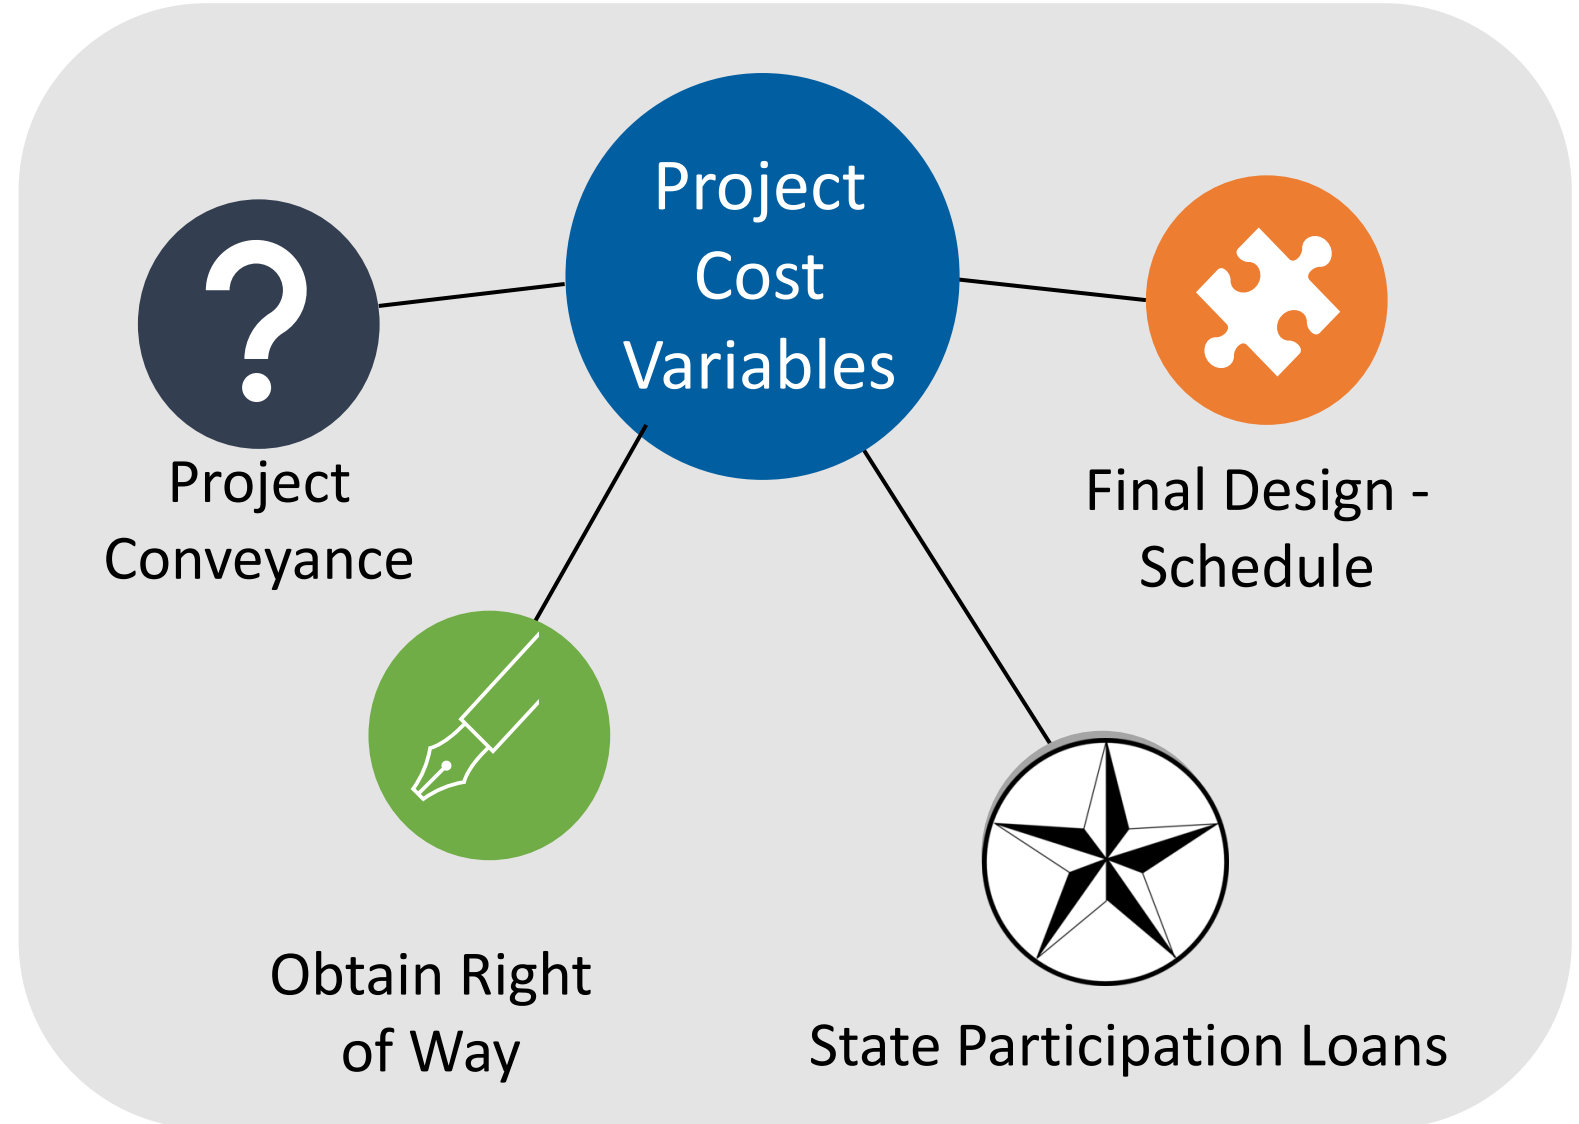 Project
Cost
Variables
Project
Conveyance
Final Design -
Schedule
Obtain Right
of Way
State Participation Loans